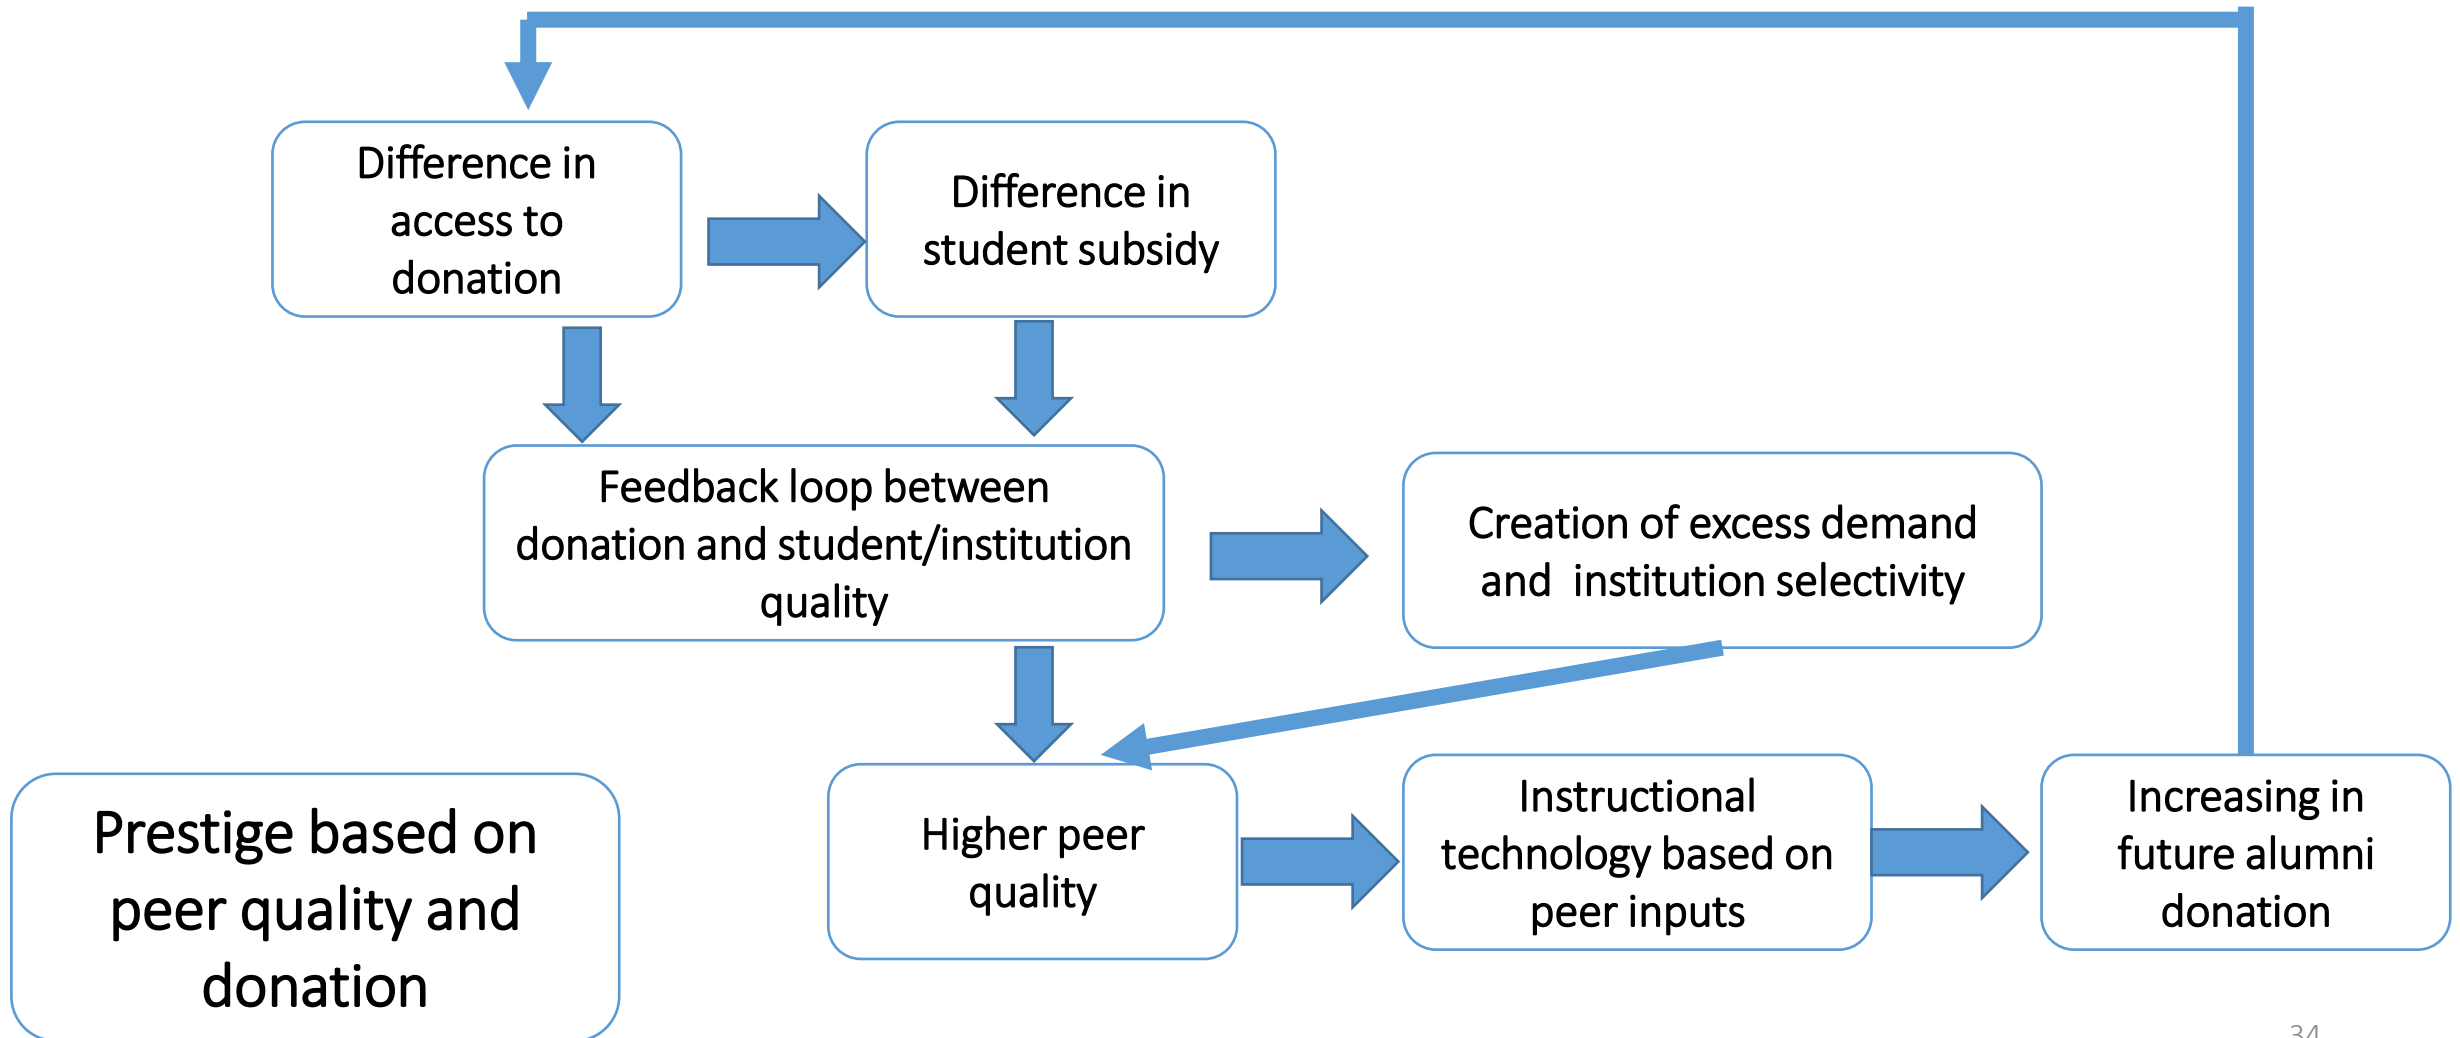 Difference in
access to
donation
Difference in
student subsidy
Feedback loop between
donation and student/institution
quality
Creation of excess demand
and  institution selectivity
Prestige based on
peer quality and
donation
Higher peer
quality
Instructional
technology based on
peer inputs
Increasing in
future alumni
donation
34